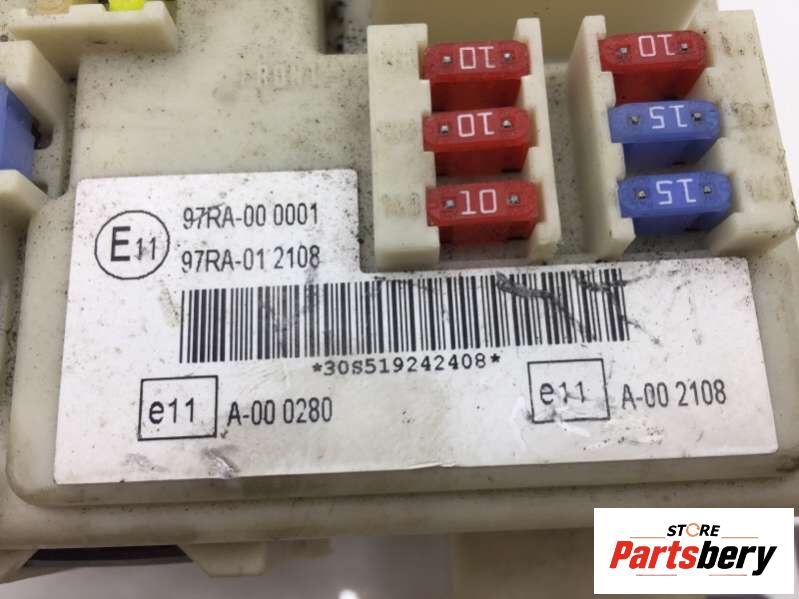 10
10
10
10
15
15
E11
97RA-00 0001
97RA-01 2108
*30S519242408*
e11 A-00 0280
e11 A-00 2108
STORE
Partsbery